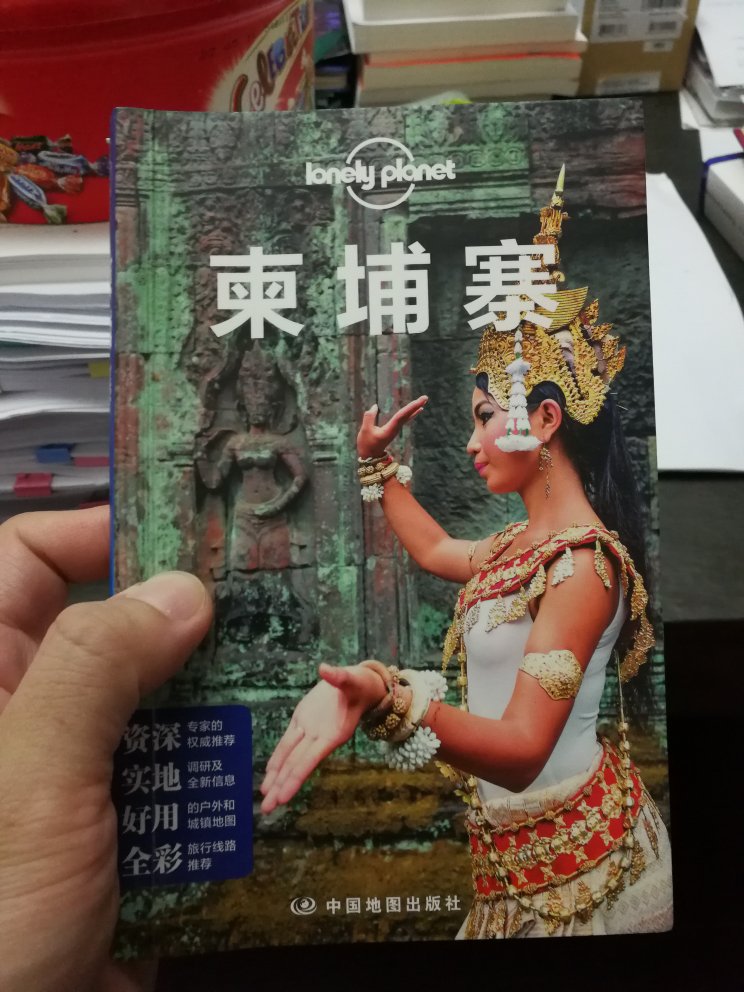 Celebrations
lonely planet
柬埔寨
资深 专家的
权威推荐
实地 调研及
全新信息
好用 的户外和
城镇地图
全彩 旅行线路
推荐
中国地图出版社